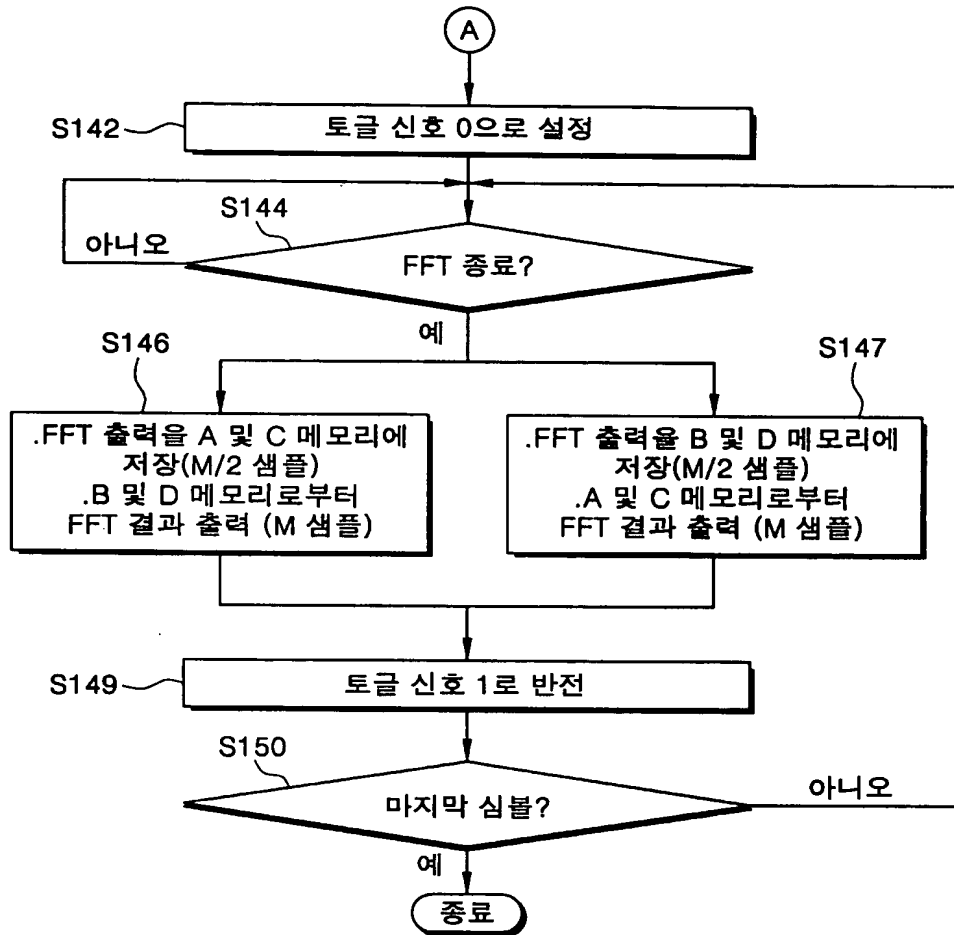 A
S142
토글 신호 0으로 설정
S144
아니오
FFT 종료?
예
S146
.FFT 출력을 A 및 C 메모리에
저장(M/2 샘플)
.B 및 D 메모리로부터
FFT 결과 출력 (M 샘플)
S147
.FFT 출력을 B 및 D 메모리에
저장(M/2 샘플)
.A 및 C 메모리로부터
FFT 결과 출력 (M 샘플)
S149
토글 신호 1로 반전
S150
마지막 심볼?
아니오
예
종료